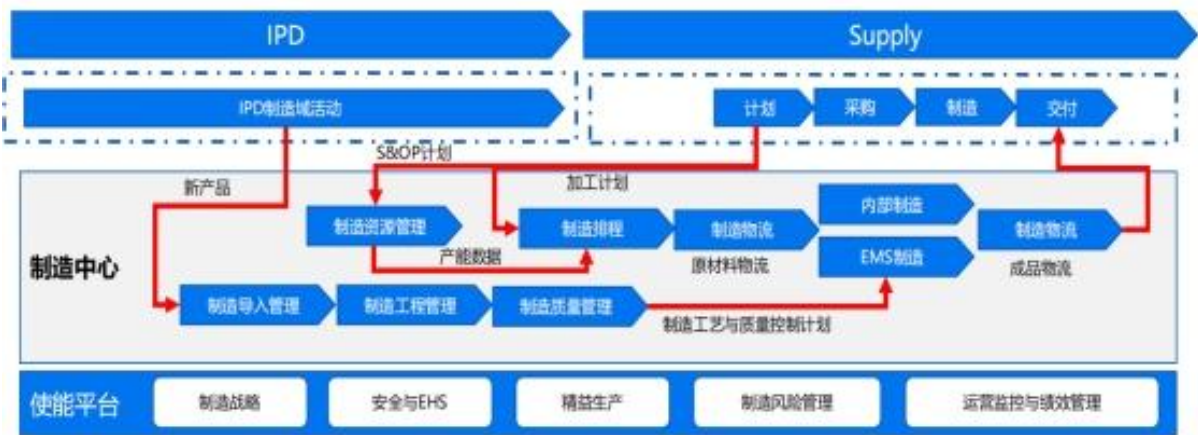 IPD
Supply
IPD制造域活动
计划
采购
制造
交付
S&OP计划
新产品
加工计划
制造资源管理
制造排程
制造物流
内部制造
制造物流
产能数据
原材料物流
EMS制造
成品物流
制造中心
制造导入管理
制造工程管理
制造质量管理
制造工艺与质量控制计划
使能平台
制造战略
安全与EHS
精益生产
制造风险管理
运营监控与绩效管理